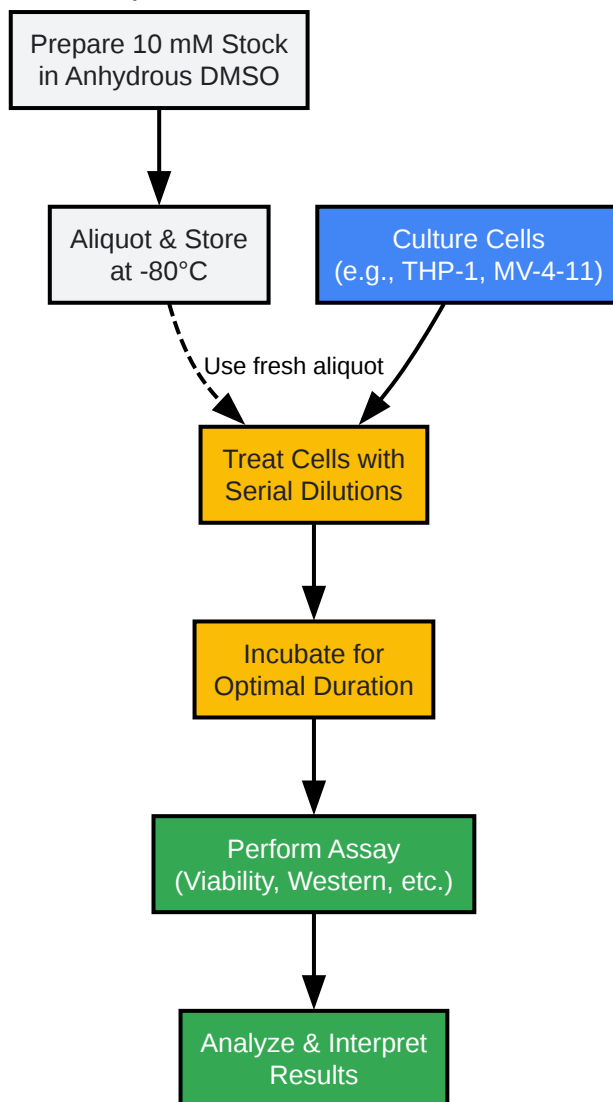 Prepare 10 mM Stock
in Anhydrous DMSO
Aliquot & Store
at -80°C
Culture Cells
(e.g., THP-1, MV-4-11)
Use fresh aliquot
Treat Cells with
Serial Dilutions
Incubate for
Optimal Duration
Perform Assay
(Viability, Western, etc.)
Analyze & Interpret
Results